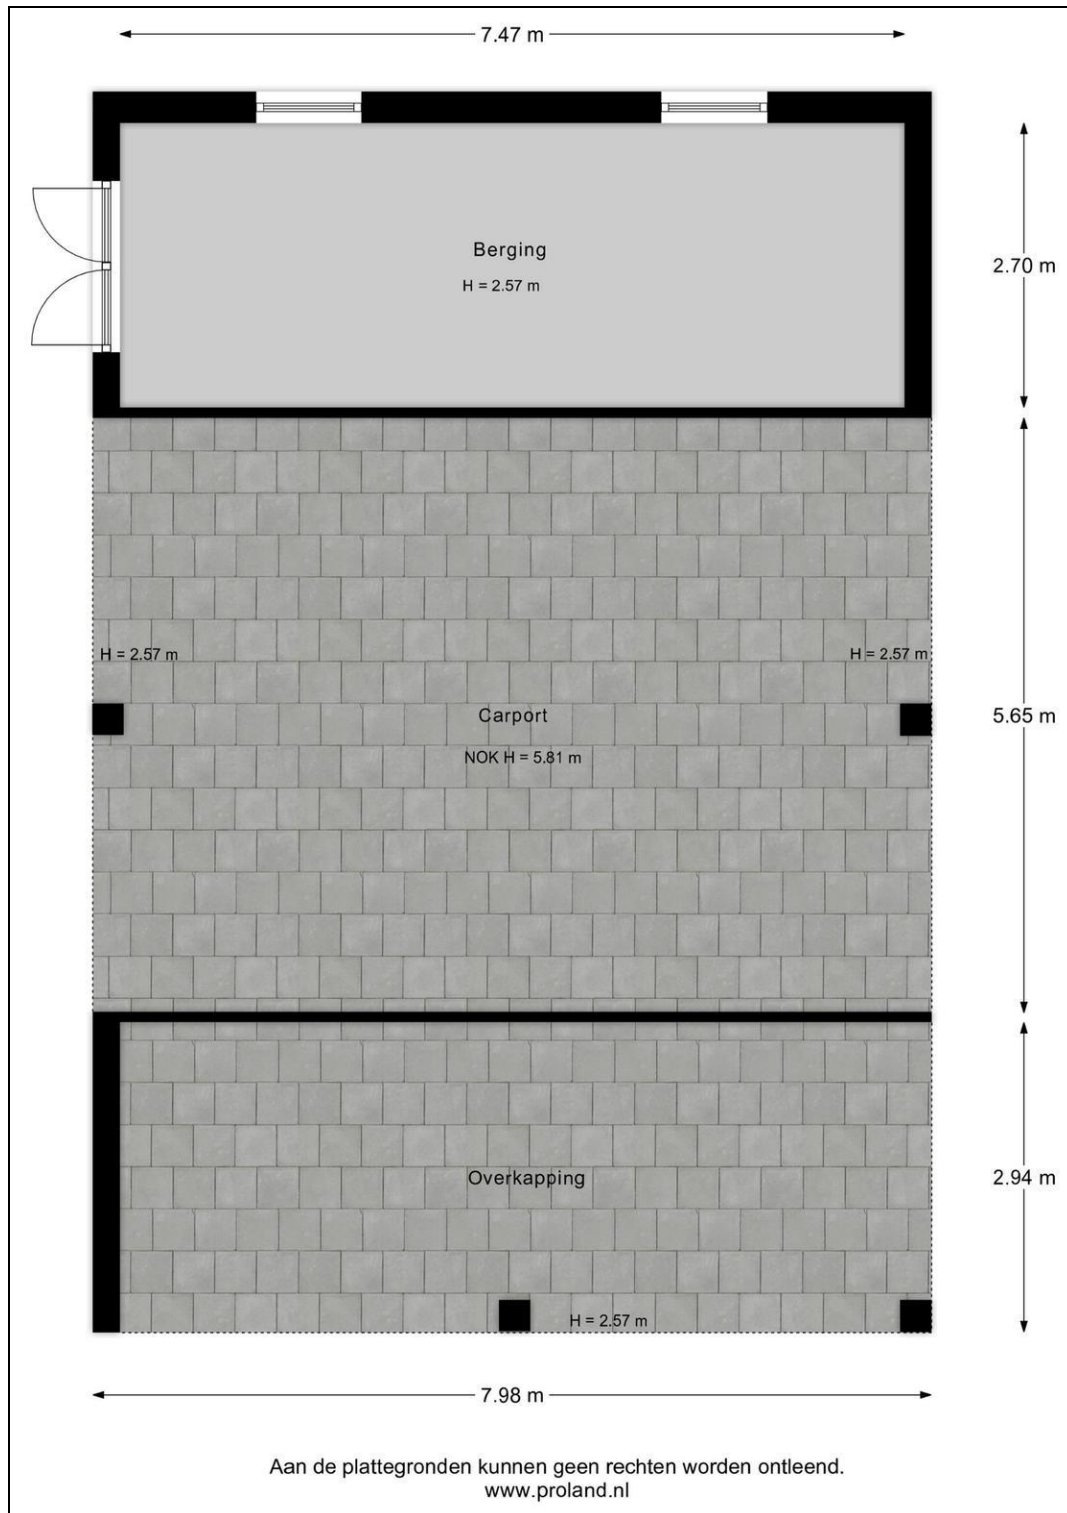 7.47 m
Berging
H = 2.57 m
2.70 m
H = 2.57 m
H = 2.57 m
Carport
5.65 m
NOK H = 5.81 m
Overkapping
2.94 m
H = 2.57 m
7.98 m
Aan de plattegronden kunnen geen rechten worden ontleend.
www.proland.nl